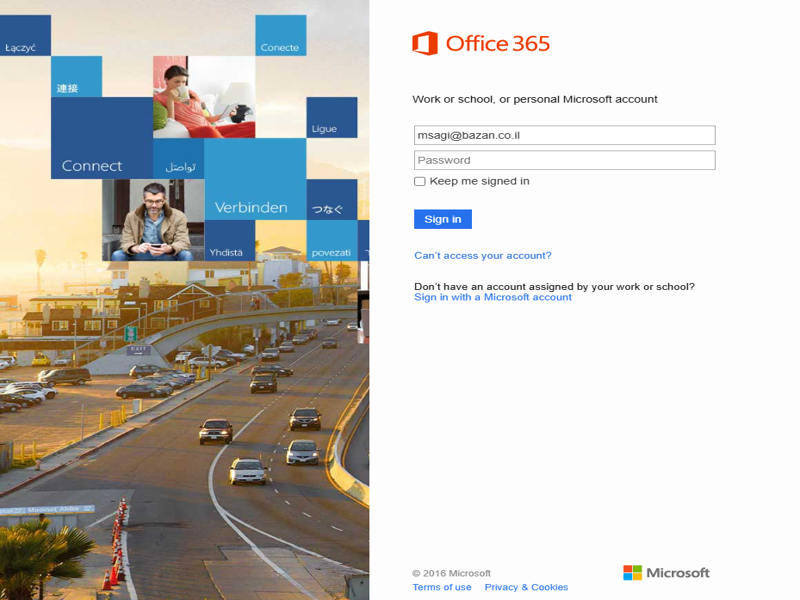 Łączyć
Conecte
連接
Ligue
Connect
تواصل
Verbinden
つなぐ
Yhdistä
povezati
EXIT
Office 365
Work or school, or personal Microsoft account
msagi@bazan.co.il
Password
Keep me signed in
Sign in
Can't access your account?
Don't have an account assigned by your work or school?
Sign in with a Microsoft account
© 2016 Microsoft
Microsoft
Terms of use Privacy & Cookies